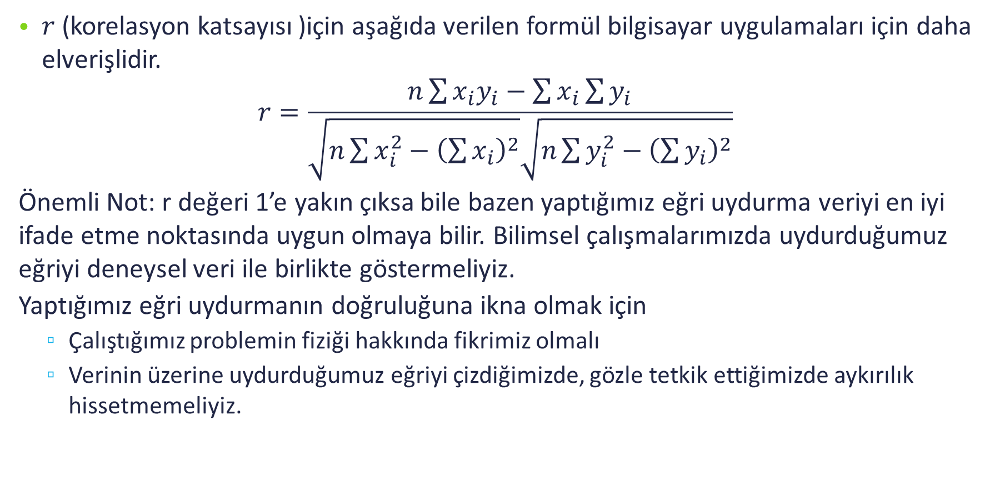 • r (korelasyon katsayısı )için aşağıda verilen formül bilgisayar uygulamaları için daha
elverişlidir.
r = \frac{n \sum x_i y_i - \sum x_i \sum y_i}{\sqrt{n \sum x_i^2 - (\sum x_i)^2} \sqrt{n \sum y_i^2 - (\sum y_i)^2}}
Önemli Not: r değeri 1’e yakın çıksa bile bazen yaptığımız eğri uydurma veriyi en iyi
ifade etme noktasında uygun olmaya bilir. Bilimsel çalışmalarımızda uydurduğumuz
eğriyi deneysel veri ile birlikte göstermeliyiz.
Yaptığımız eğri uydurmanın doğruluğuna ikna olmak için
▫ Çalıştığımız problemin fiziği hakkında fikrimiz olmalı
▫ Verinin üzerine uydurduğumuz eğriyi çizdiğimizde, gözle tetkik ettiğimizde aykırılık
hissetmemeliyiz.